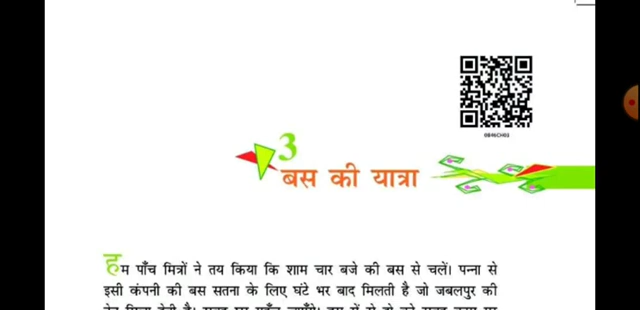 0846CH03
3
बस की यात्रा
हम पाँच मित्रों ने तय किया कि शाम चार बजे की बस से चलें। पन्ना से
इसी कंपनी की बस सतना के लिए घंटे भर बाद मिलती है जो जबलपुर की